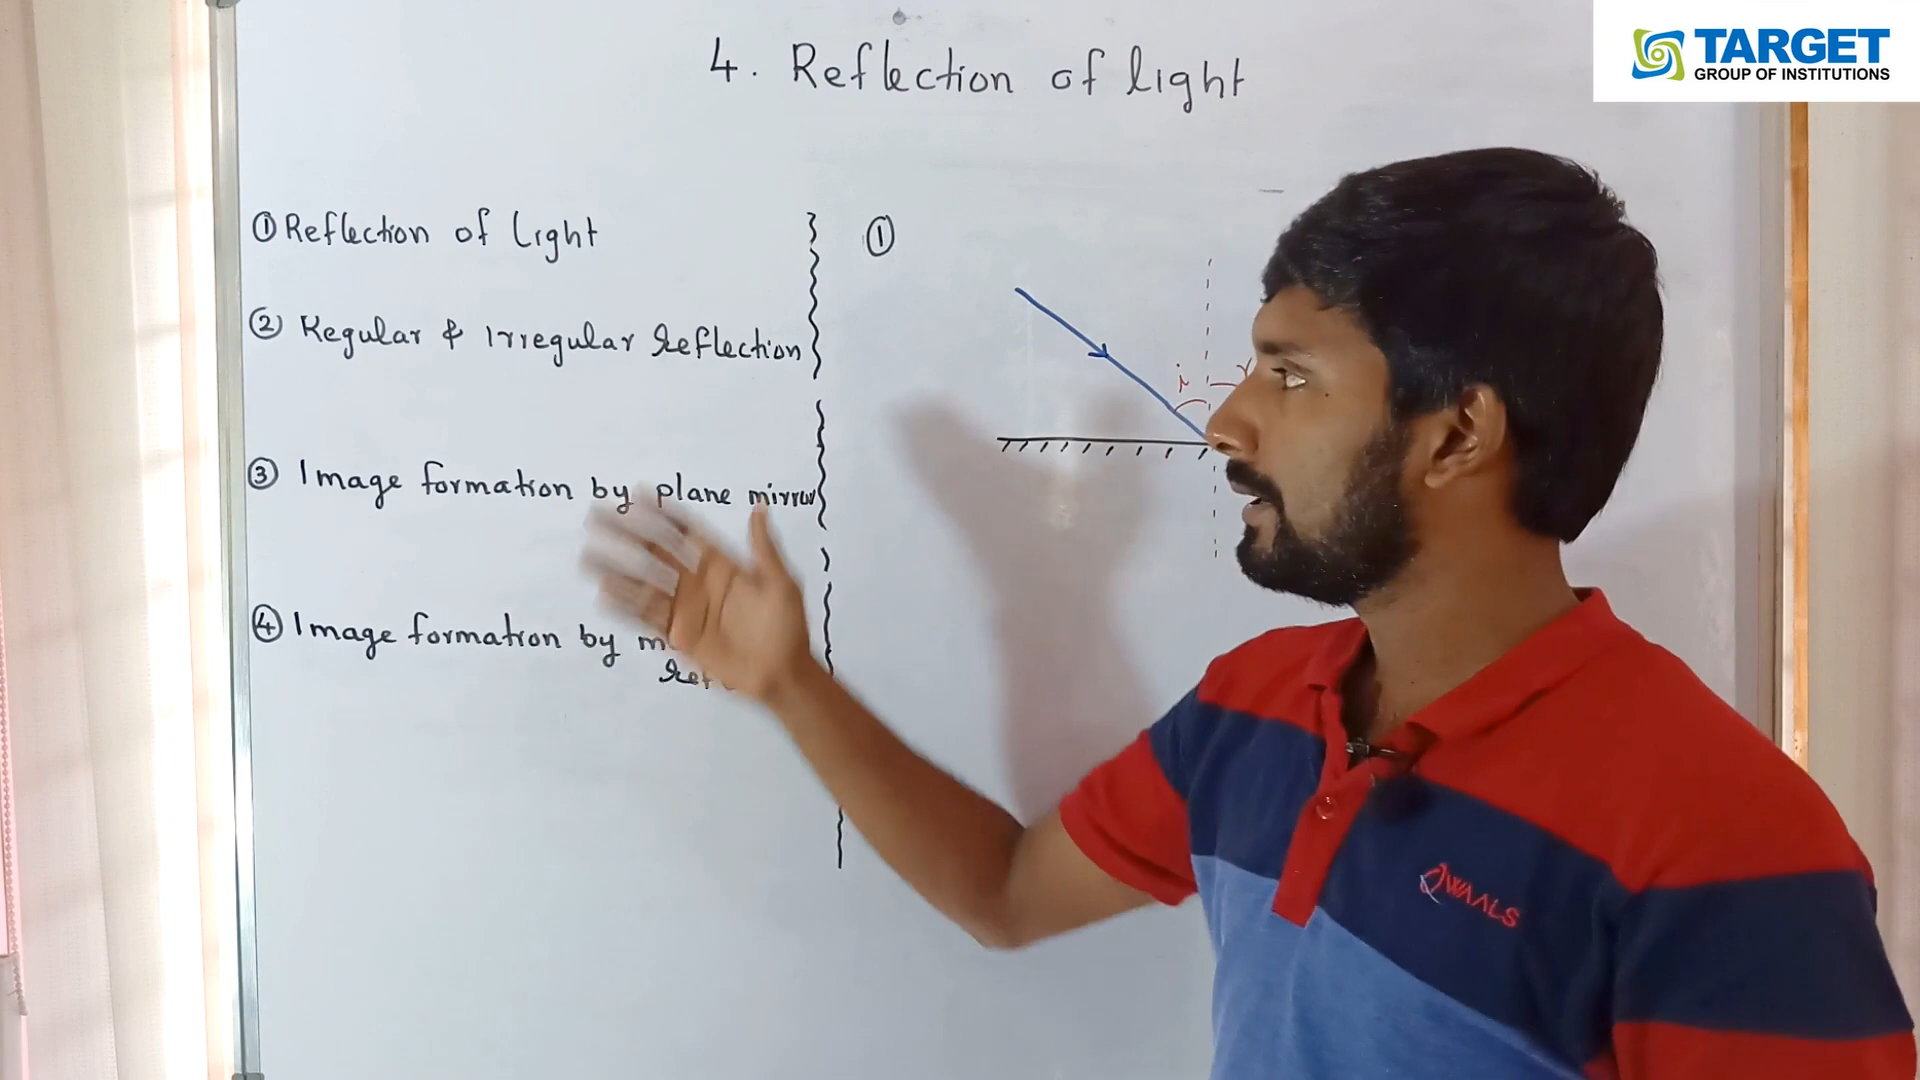 4. Reflection of light
TARGET
GROUP OF INSTITUTIONS
① Reflection of light
② Regular & Irregular Reflection
③ Image formation by plane mirror
④ Image formation by
①
i
r
QWAALS